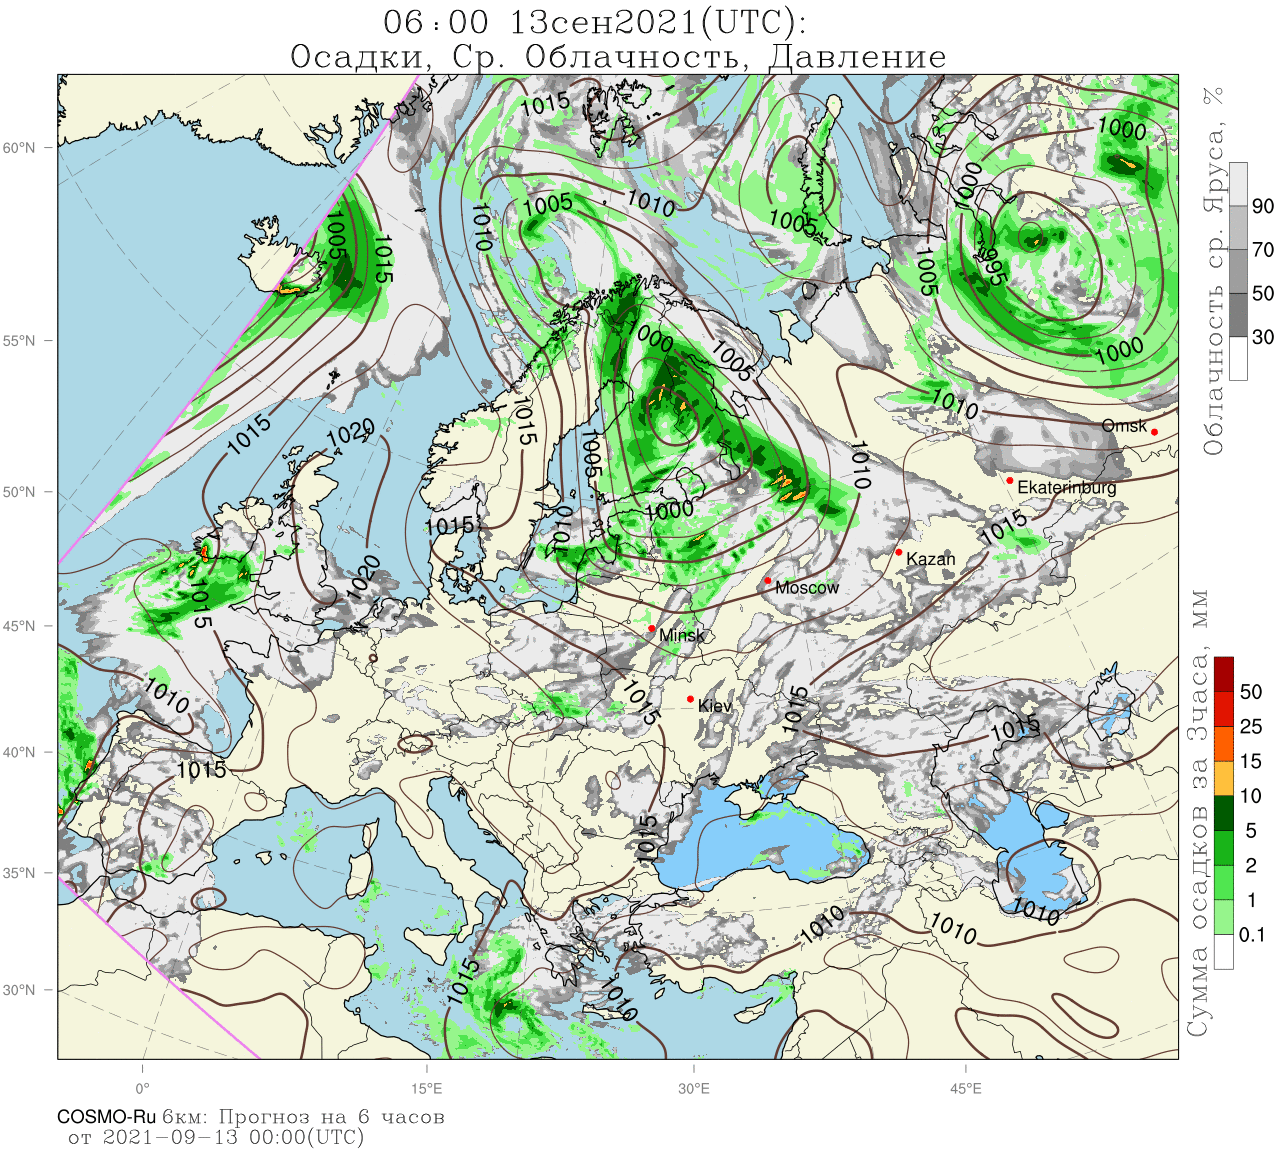 06:00 13сен2021(UTC):
Осадки, Ср. Облачность, Давление
60°N
55°N
50°N
45°N
40°N
35°N
30°N
0°
15°E
30°E
45°E
1015
1000
1010
1005
1000
1005
1010
1005
1015
1005
995
1000
1000
1005
1010
1015
1020
1015
1005
1010
Omsk
Ekaterinburg
1015
1010
1000
1015
Kazan
1020
1015
Moscow
Minsk
1010
1015
Kiev
1015
1015
1015
1015
1010
1010
1010
1015
1010
Облачность ср. Яруса, %
90
70
50
30
Сумма осадков за 3часа, мм
50
25
15
10
5
2
1
0.1
COSMO-Ru 6км: Прогноз на 6 часов
от 2021-09-13 00:00(UTC)